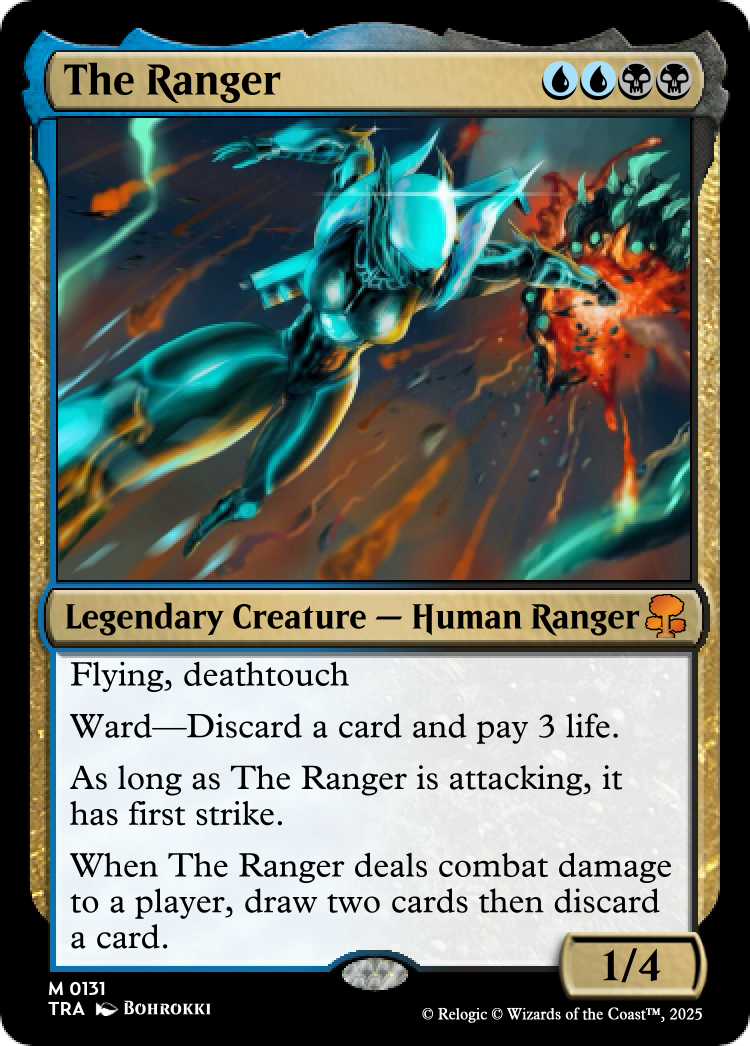 The Ranger
Legendary Creature — Human Ranger
Flying, deathtouch
Ward—Discard a card and pay 3 life.
As long as The Ranger is attacking, it
has first strike.
When The Ranger deals combat damage
to a player, draw two cards then discard
a card.
1/4
M 0131
TRA Bohrokki
© Relogic © Wizards of the Coast™, 2025